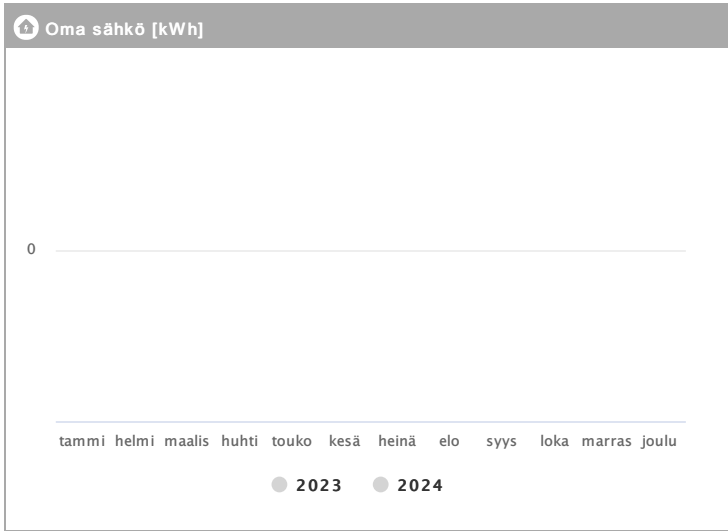 Oma sähkö [kWh]
0
tammi helmi maalis huhti touko kesä heinä elo syys loka marras joulu
2023 2024